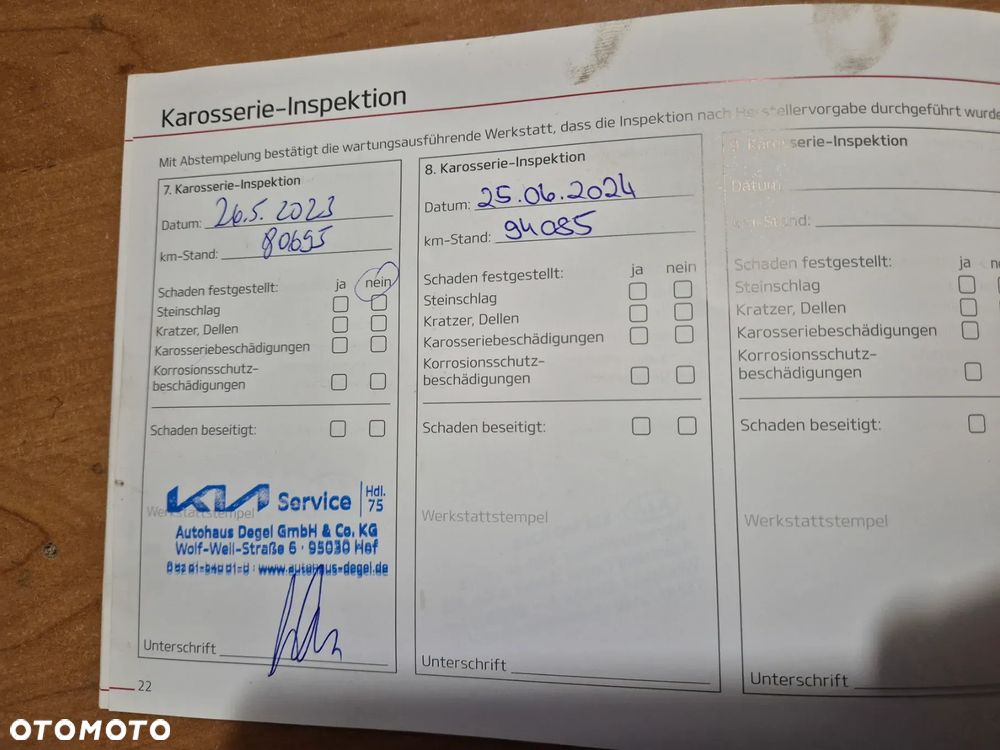 Karosserie-Inspektion
Mit Abstempelung bestätigt die wartungsausführende Werkstatt, dass die Inspektion nach Herstellervorgabe durchgeführt wurde
7. Karosserie-Inspektion
Datum: 26.5. 2023
km-Stand: 80695
Schaden festgestellt: ja nein
Steinschlag
Kratzer, Dellen
Karosseriebeschädigungen
Korrosionsschutz-
beschädigungen
Schaden beseitigt:
Werkstattstempel
KIA Service Hdl.
75
Autohaus Degel GmbH & Co. KG
Wolf-Weil-Straße 6 · 95030 Hof
www.autohaus-degel.de
Unterschrift
22
8. Karosserie-Inspektion
Datum: 25.06.2024
km-Stand: 94085
Schaden festgestellt: ja nein
Steinschlag
Kratzer, Dellen
Karosseriebeschädigungen
Korrosionsschutz-
beschädigungen
Schaden beseitigt:
Werkstattstempel
Unterschrift
9. Karosserie-Inspektion
Datum:
km-Stand:
Schaden festgestellt: ja
Steinschlag
Kratzer, Dellen
Karosseriebeschädigungen
Korrosionsschutz-
beschädigungen
Schaden beseitigt:
Werkstattstempel
Unterschrift
OTOMOTO